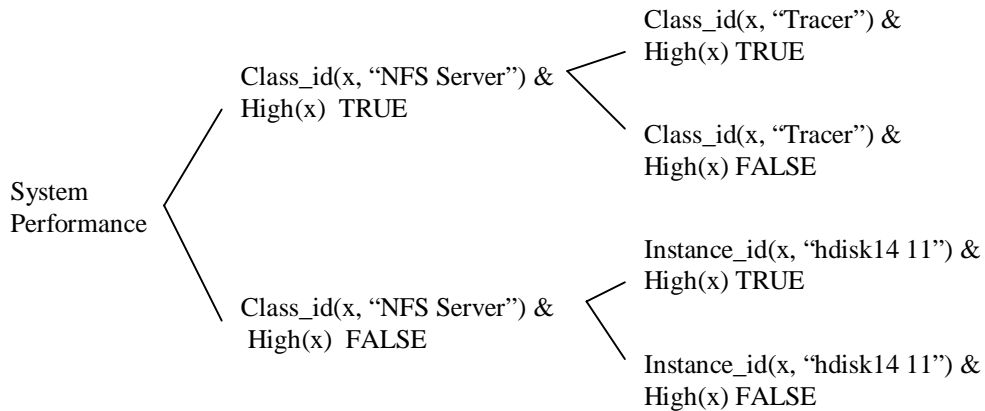 System
Performance
Class_id(x, “NFS Server”) &
High(x)  TRUE
Class_id(x, “Tracer”) &
High(x) TRUE
Class_id(x, “Tracer”) &
High(x) FALSE
Class_id(x, “NFS Server”) &
High(x)  FALSE
Instance_id(x, “hdisk14 11”) &
High(x) TRUE
Instance_id(x, “hdisk14 11”) &
High(x) FALSE